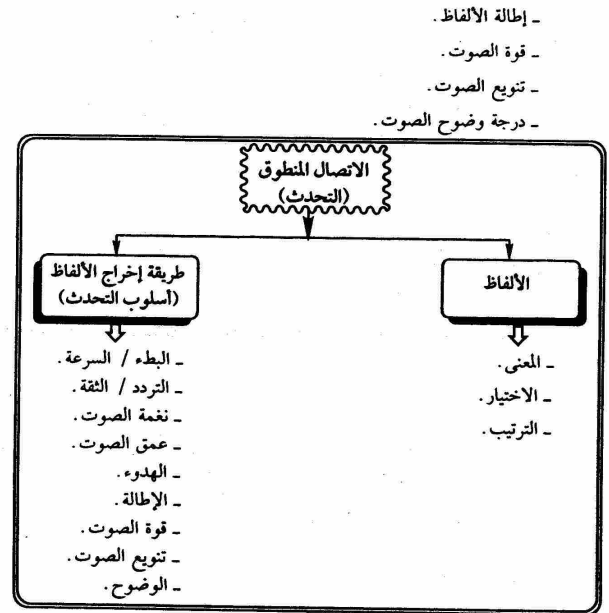 ـ إطالة الألفاظ.
ـ قوة الصوت.
ـ تنويع الصوت.
ـ درجة وضوح الصوت.
الاتصال المنطوق
(التحدث)
الألفاظ
ـ المعنى.
ـ الاختيار.
ـ الترتيب.
طريقة إخراج الألفاظ
(أسلوب التحدث)
ـ البطء / السرعة.
ـ التردد / الثقة.
ـ نغمة الصوت.
ـ عمق الصوت.
ـ الهدوء.
ـ الإطالة.
ـ قوة الصوت.
ـ تنويع الصوت.
ـ الوضوح.